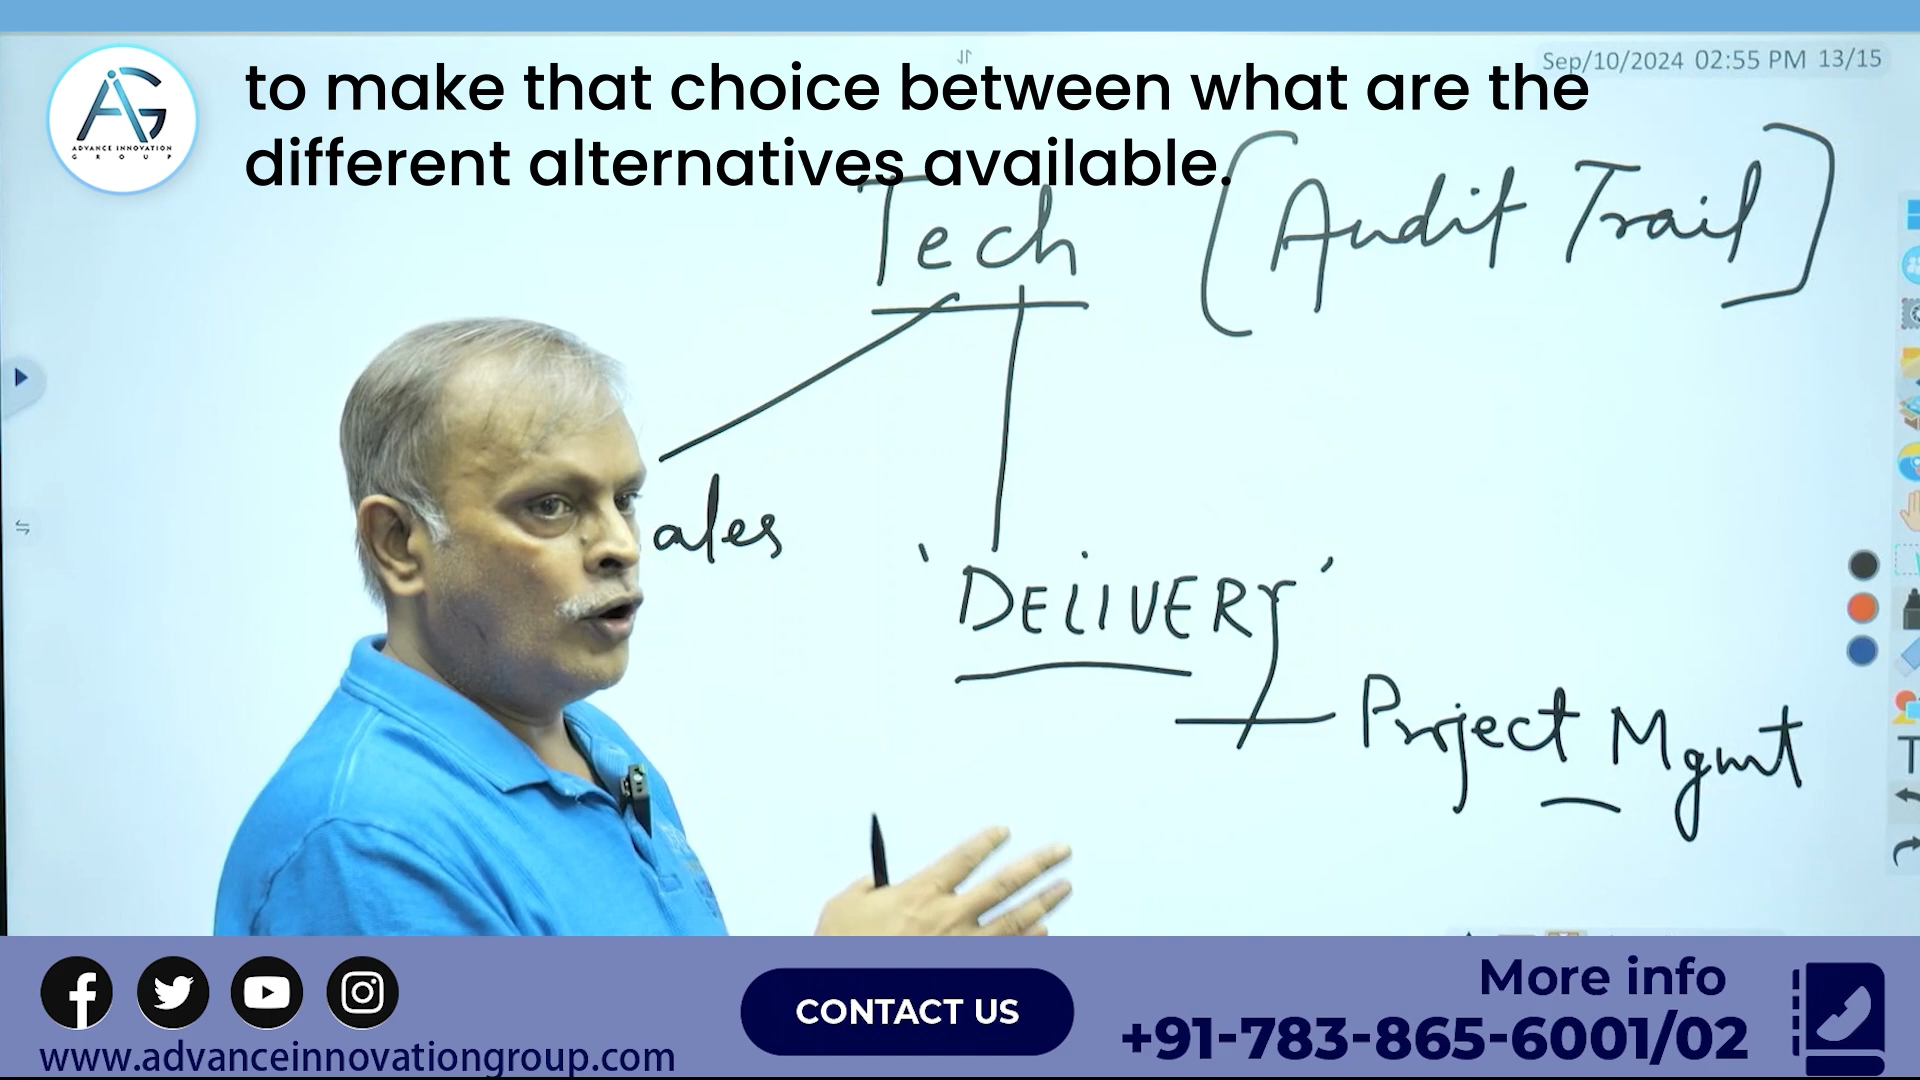 Sep/10/2024 02:55 PM 13/15
to make that choice between what are the
different alternatives available.
AIG
ADVANCE INNOVATION
GROUP
Tech
[Audit Trail]
ales
'DELIVERY'
Project Mgmt
T
www.advanceinnovationgroup.com
CONTACT US
More info
+91-783-865-6001/02